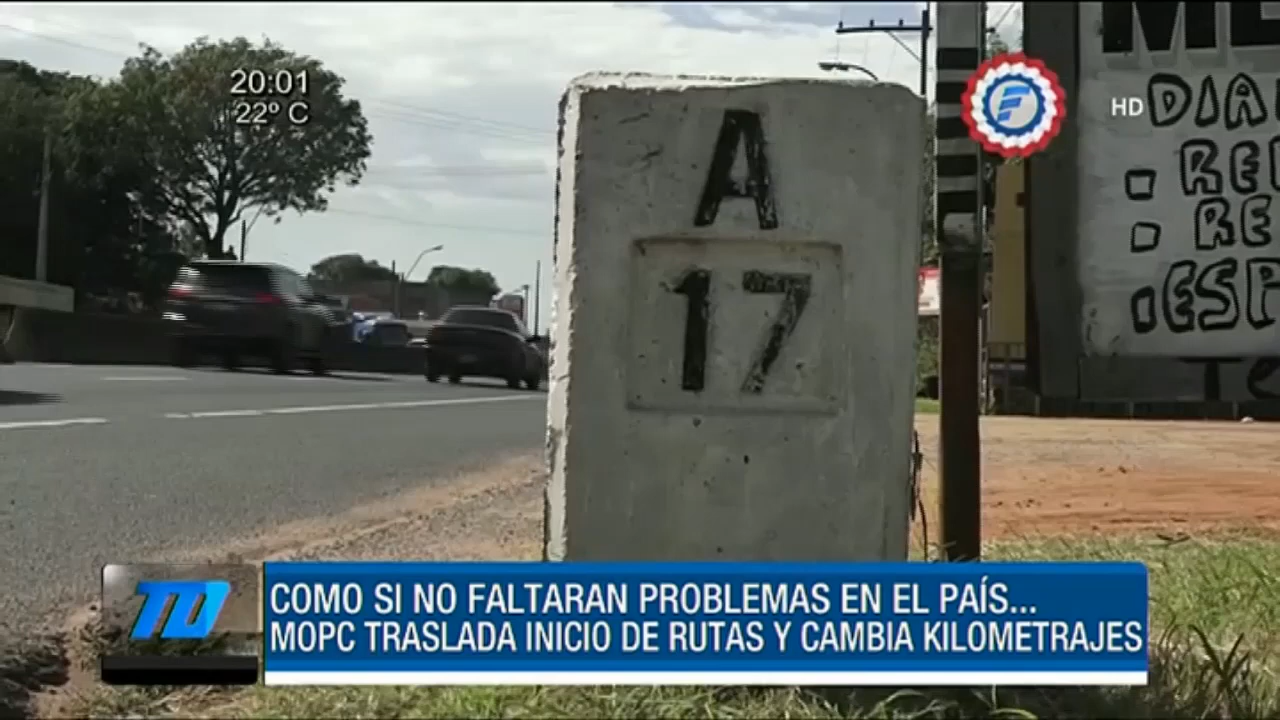 20:01
22º C
HD
A
17
COMO SI NO FALTARAN PROBLEMAS EN EL PAÍS...
MOPC TRASLADA INICIO DE RUTAS Y CAMBIA KILOMETRAJES